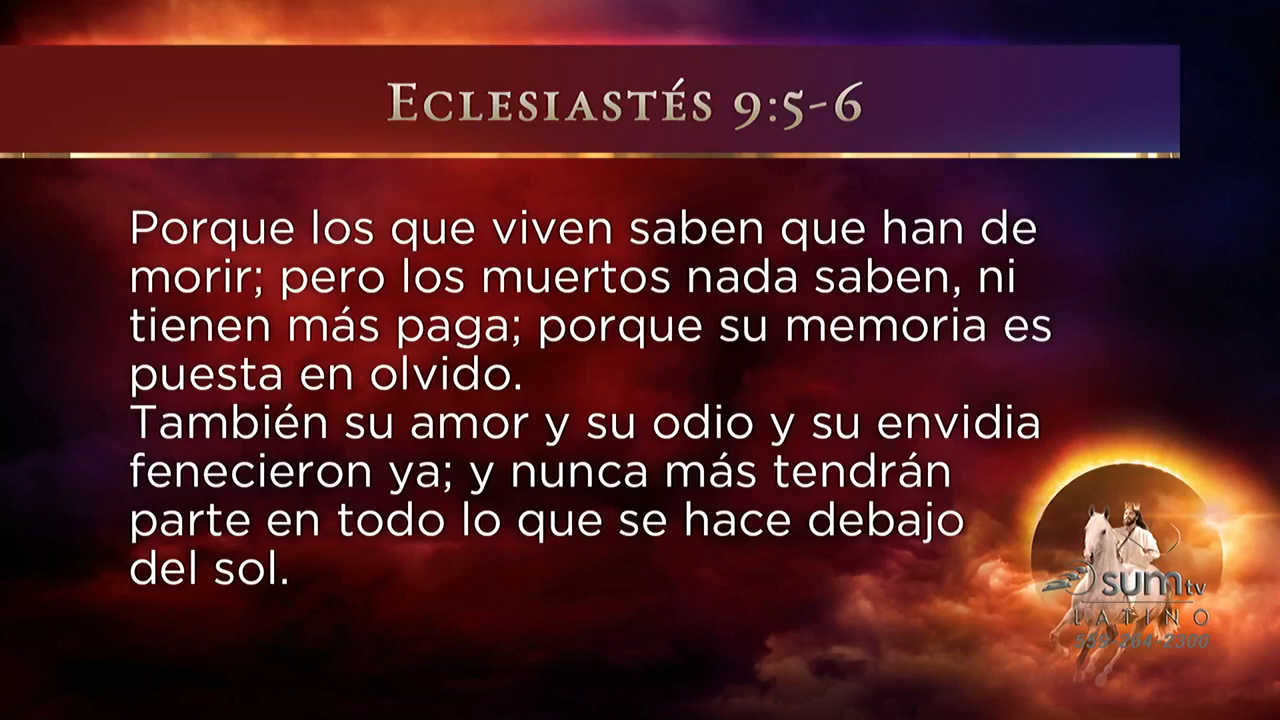 Eclesiastés 9:5-6
Porque los que viven saben que han de
morir; pero los muertos nada saben, ni
tienen más paga; porque su memoria es
puesta en olvido.
También su amor y su odio y su envidia
fenecieron ya; y nunca más tendrán
parte en todo lo que se hace debajo
del sol.
sumtv
LATINO